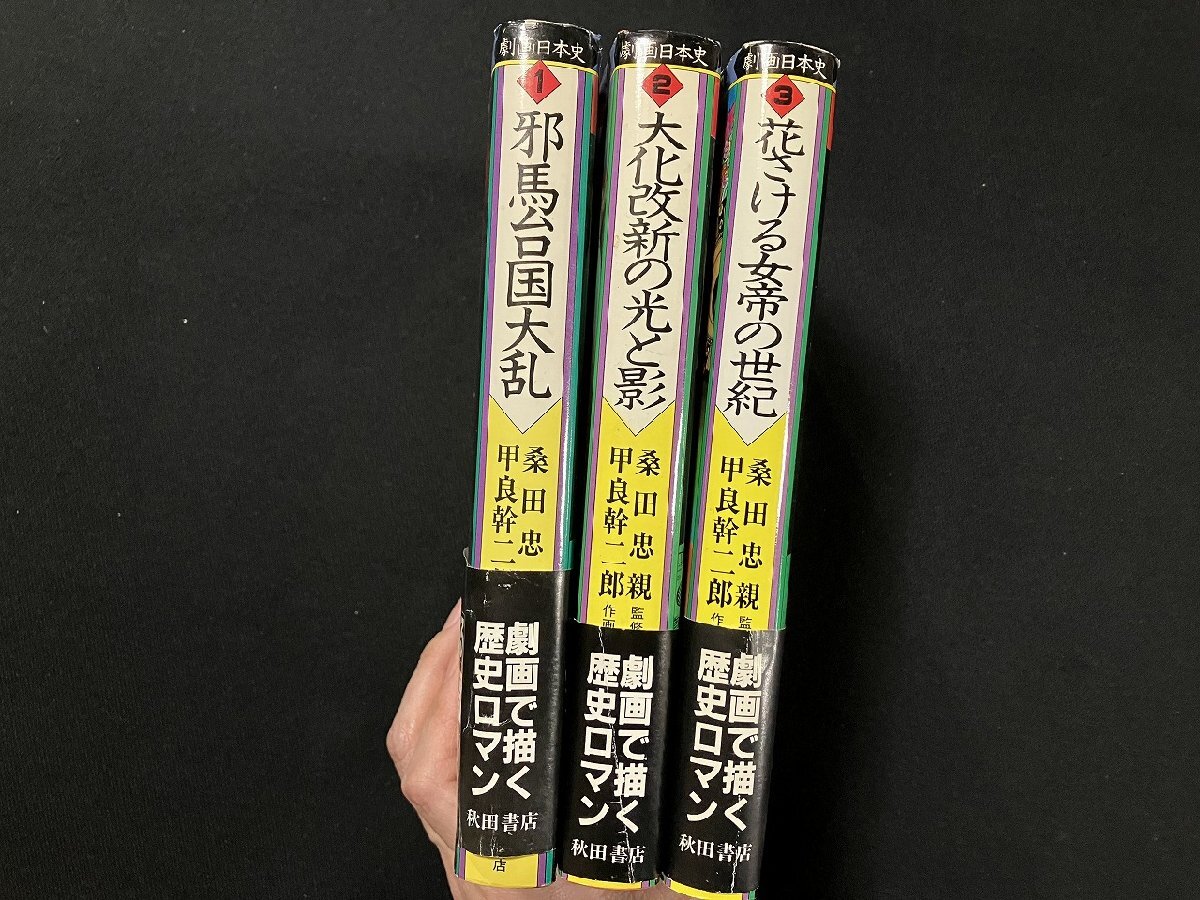 劇画日本史
1
邪馬台国大乱
桑田忠
甲良幹二
劇画で描く
歴史ロマン
秋田書店
店
劇画日本史
2
大化改新の光と影
桑田忠親
監修
甲良幹二郎
作画
劇画で描く
歴史ロマン
秋田書店
劇画日本史
3
花さける女帝の世紀
桑田忠親
監
甲良幹二郎
作
劇画で描く
歴史ロマン
秋田書店